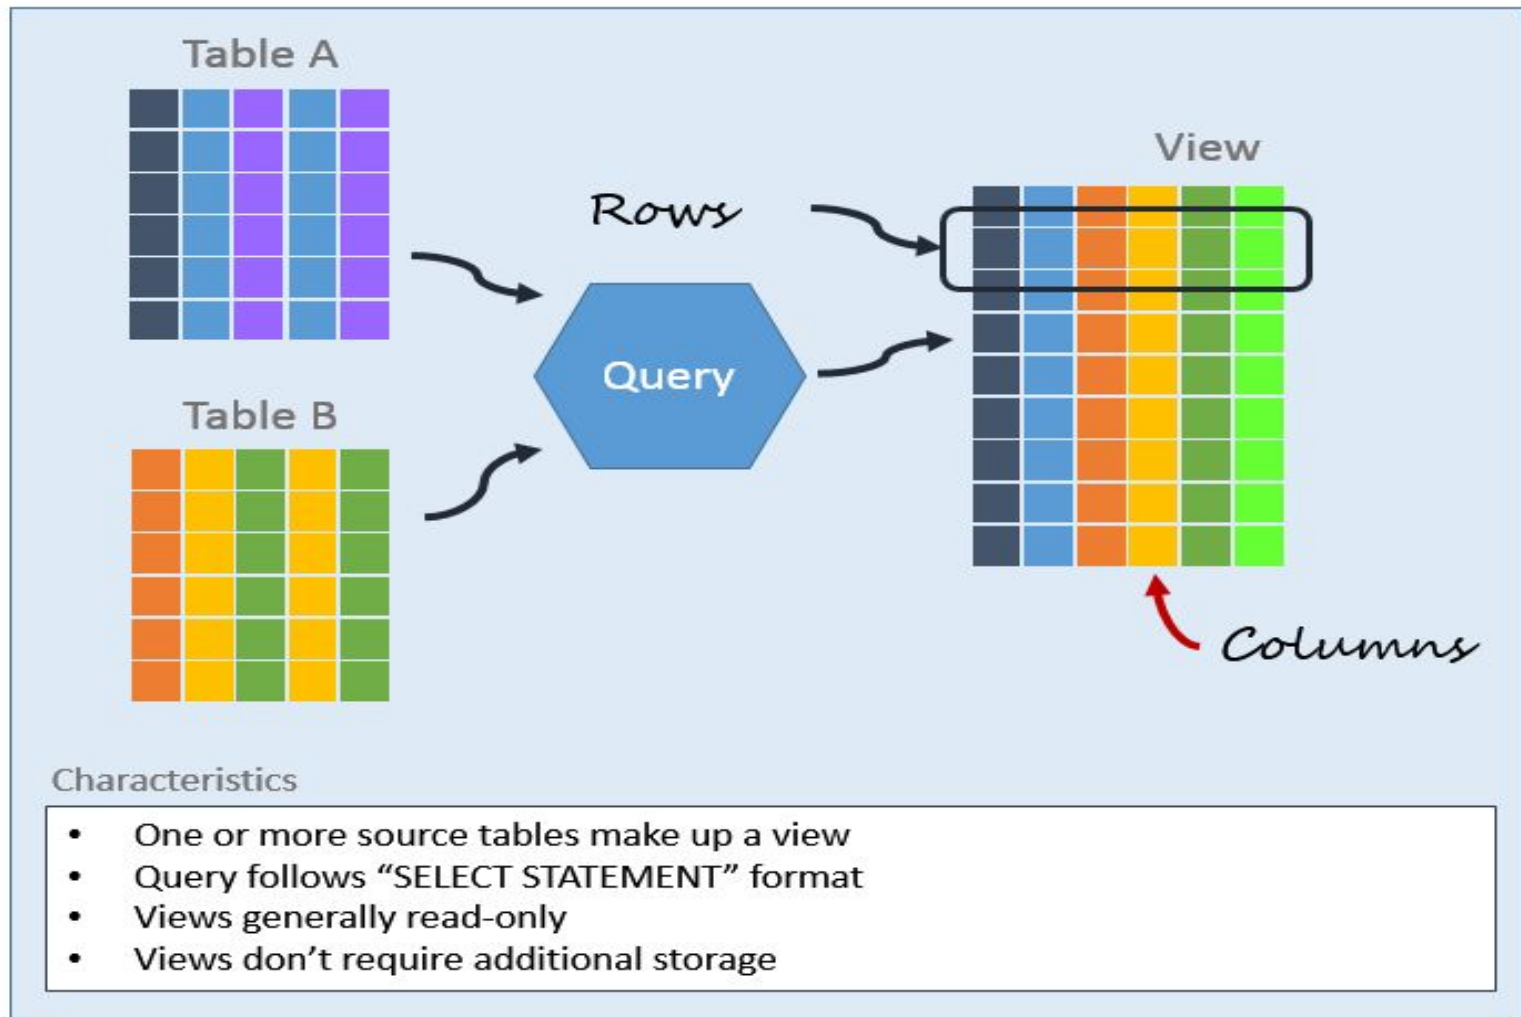 Table A
View
Rows
Query
Table B
Columns
Characteristics
• One or more source tables make up a view
• Query follows “SELECT STATEMENT” format
• Views generally read-only
• Views don’t require additional storage